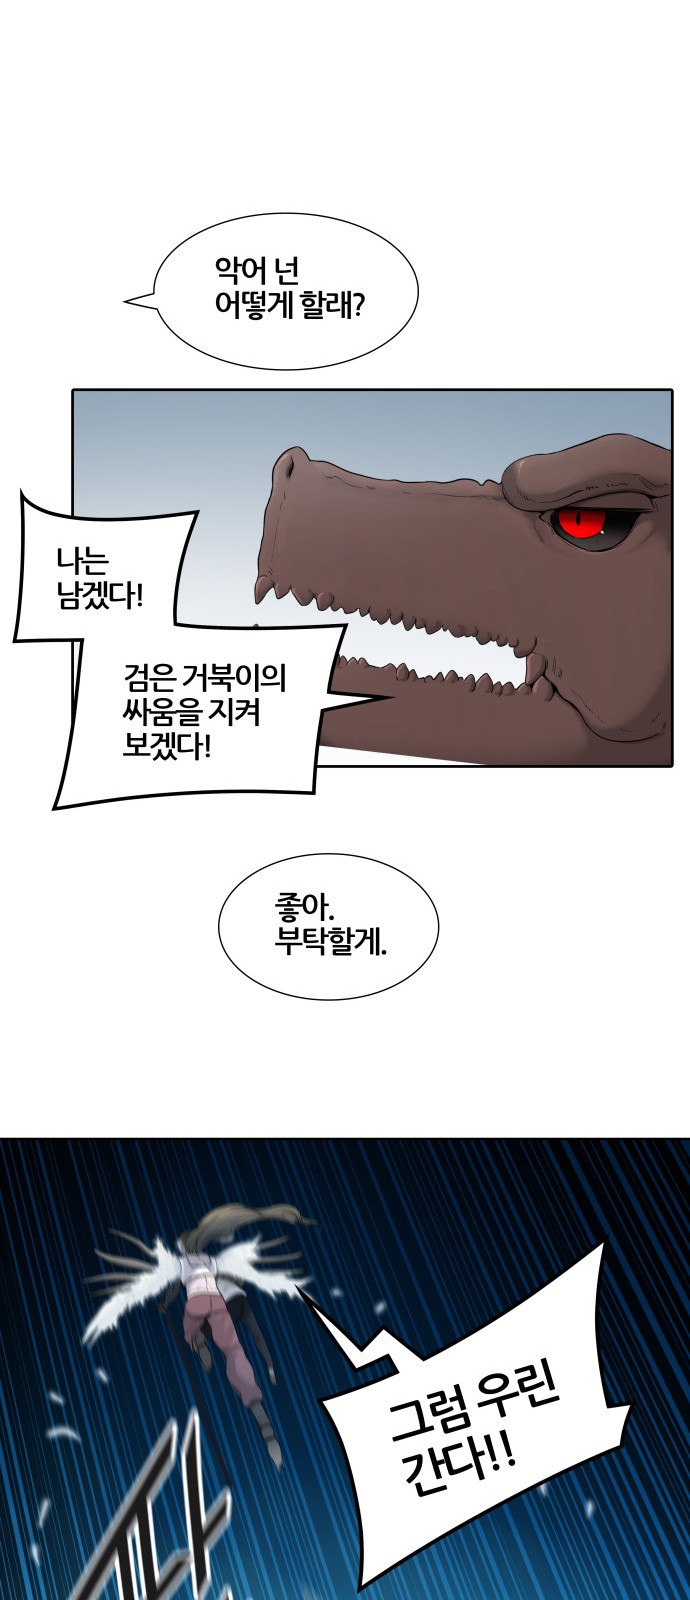 악어 넌
어떻게 할래?
나는
남겠다!
검은 거북이의
싸움을 지켜
보겠다!
좋아.
부탁할게.
그럼 우린
간다!!